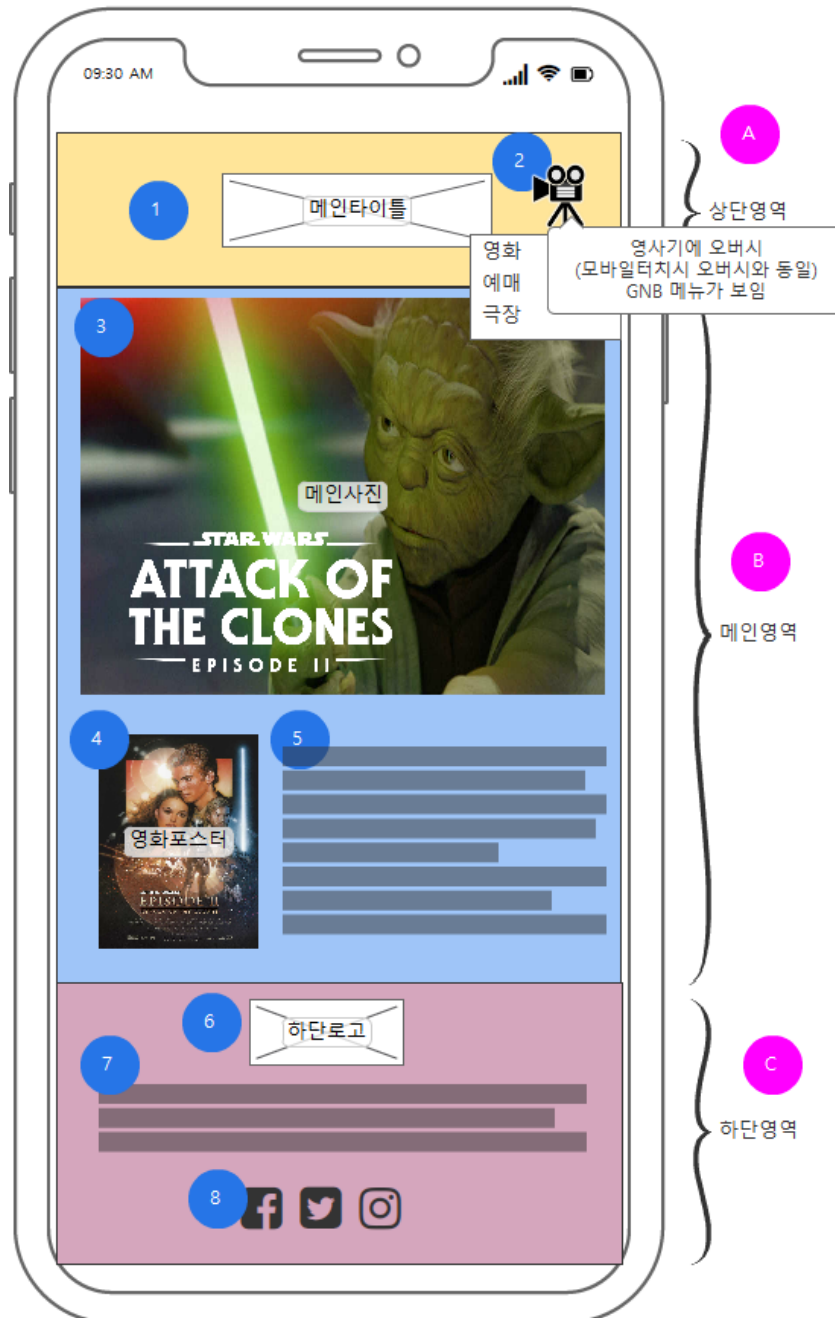 09:30 AM
A
2
1
메인타이틀
상단영역
영화
예매
극장
영사기에 오버시
(모바일터치시 오버시와 동일)
GNB 메뉴가 보임
3
메인사진
STAR WARS
ATTACK OF
THE CLONES
EPISODE II
B
메인영역
4
5
영화포스터
EPISODE II
6
하단로고
7
C
하단영역
8